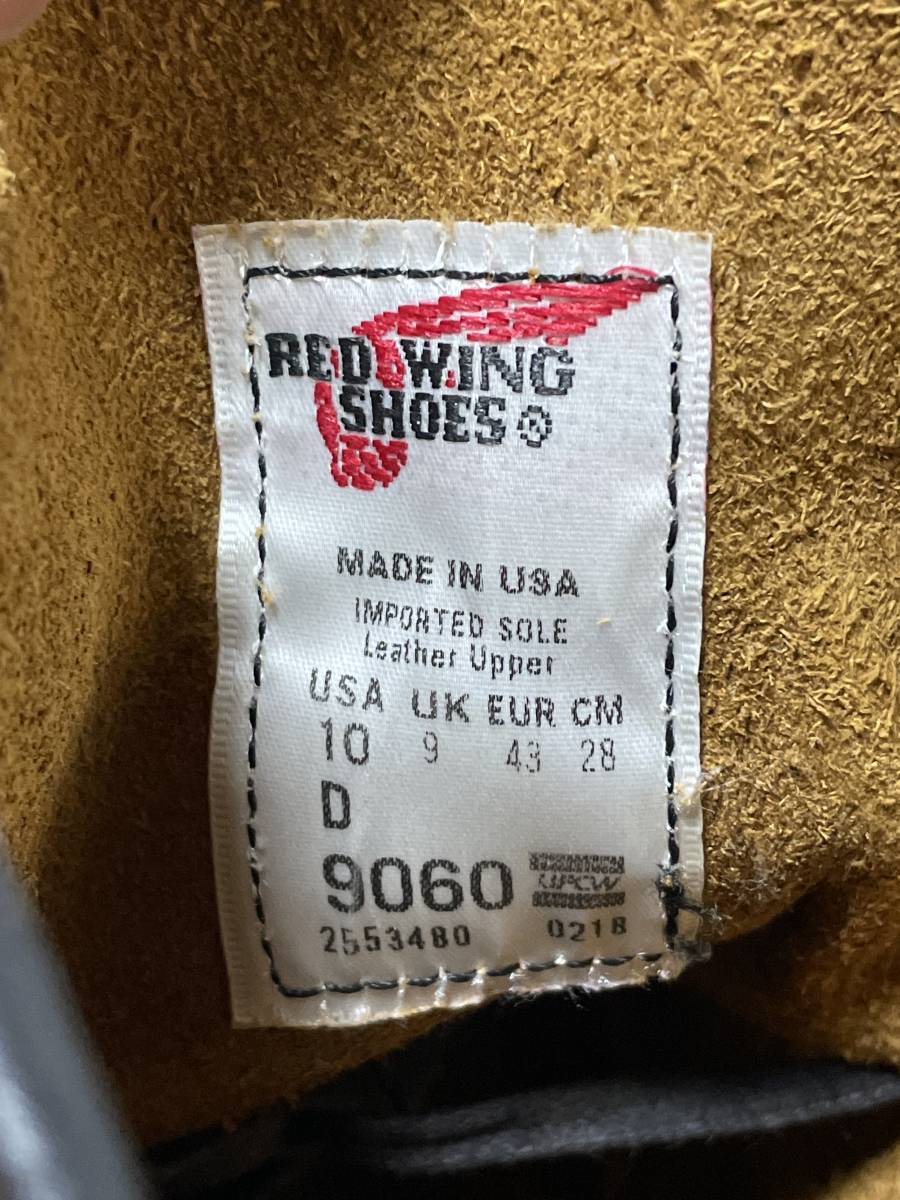 RED WING
SHOES®
MADE IN USA
IMPORTED SOLE
Leather Upper
USA UK EUR CM
10 9 43 28
D
9060 UFCW
2553480 0218